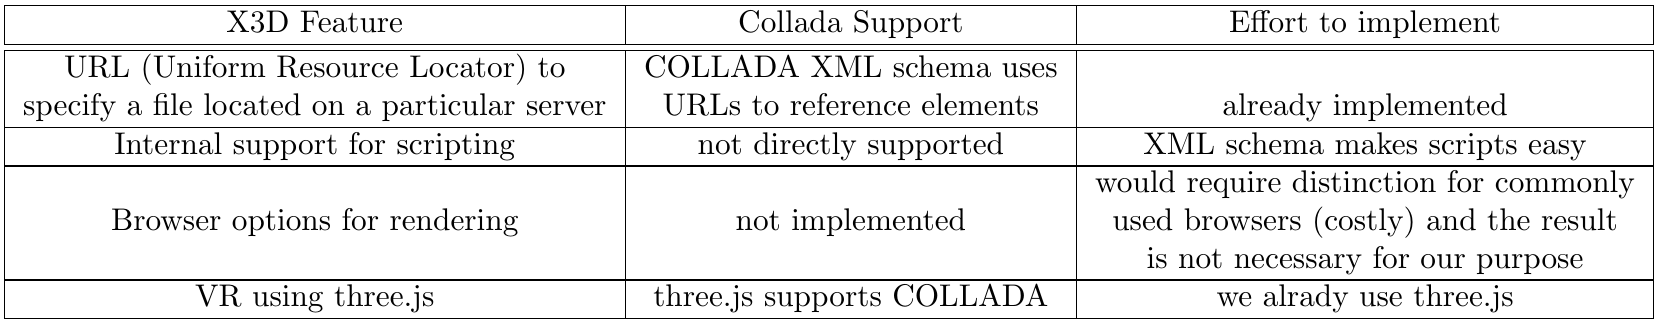 X3D Feature Collada Support Effort to implement
URL (Uniform Resource Locator) to COLLADA XML schema uses
specify a file located on a particular server URLs to reference elements already implemented
Internal support for scripting not directly supported XML schema makes scripts easy
would require distinction for commonly
Browser options for rendering not implemented used browsers (costly) and the result
is not necessary for our purpose
VR using three.js three.js supports COLLADA we alrady use three.js